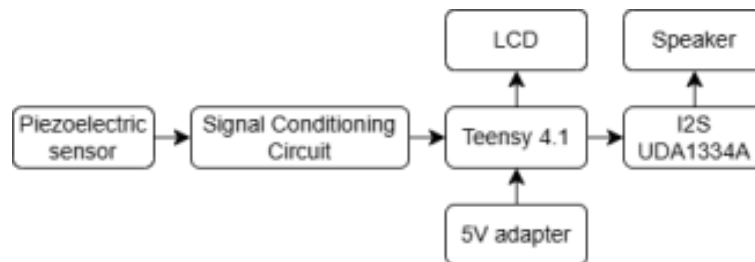 LCD
Speaker
Piezoelectric
sensor
Signal Conditioning
Circuit
Teensy 4.1
I2S
UDA1334A
5V adapter